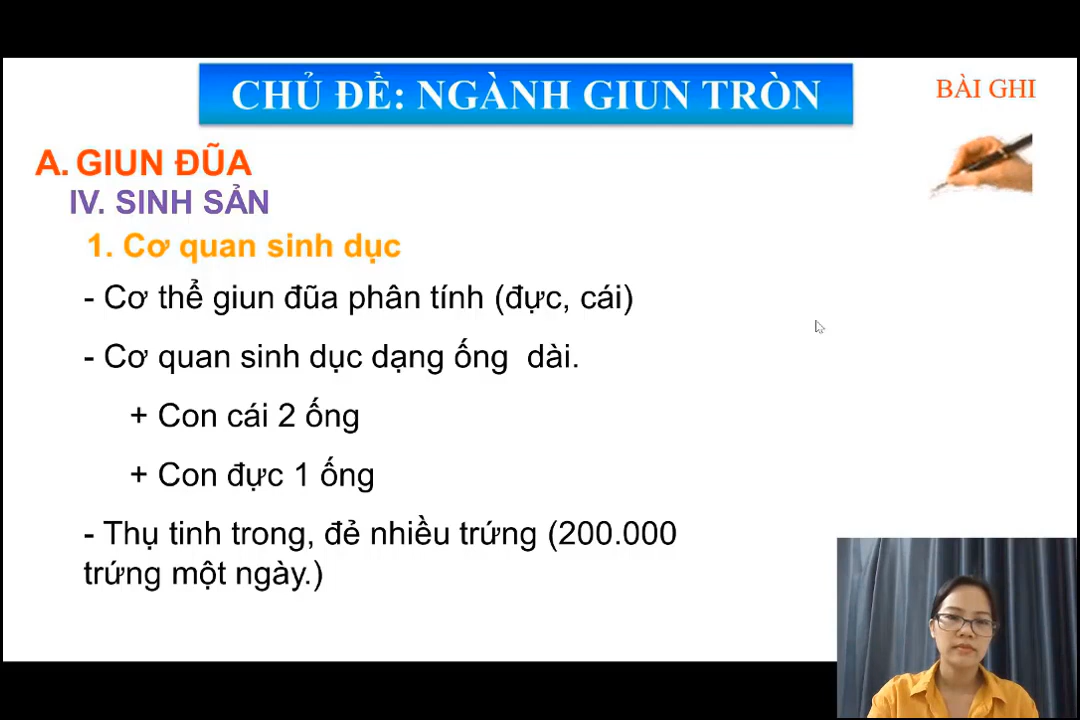 CHỦ ĐỀ: NGÀNH GIUN TRÒN
BÀI GHI
A. GIUN ĐŨA
IV. SINH SẢN
1. Cơ quan sinh dục
- Cơ thể giun đũa phân tính (đực, cái)
- Cơ quan sinh dục dạng ống dài.
+ Con cái 2 ống
+ Con đực 1 ống
- Thụ tinh trong, đẻ nhiều trứng (200.000
trứng một ngày.)